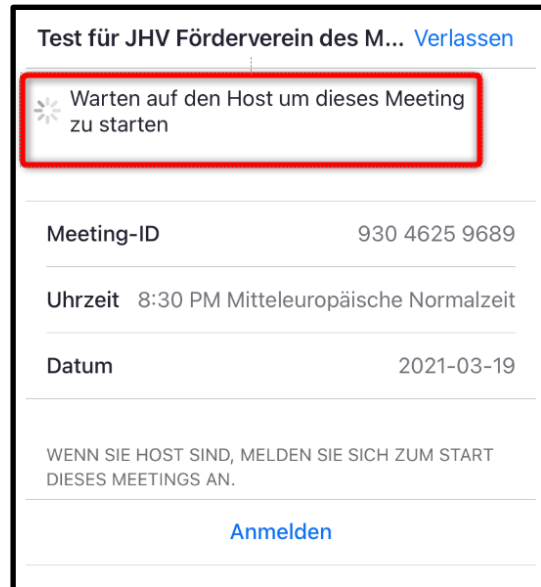 Test für JHV Förderverein des M... Verlassen
Warten auf den Host um dieses Meeting
zu starten
Meeting-ID 930 4625 9689
Uhrzeit 8:30 PM Mitteleuropäische Normalzeit
Datum 2021-03-19
WENN SIE HOST SIND, MELDEN SIE SICH ZUM START
DIESES MEETINGS AN.
Anmelden